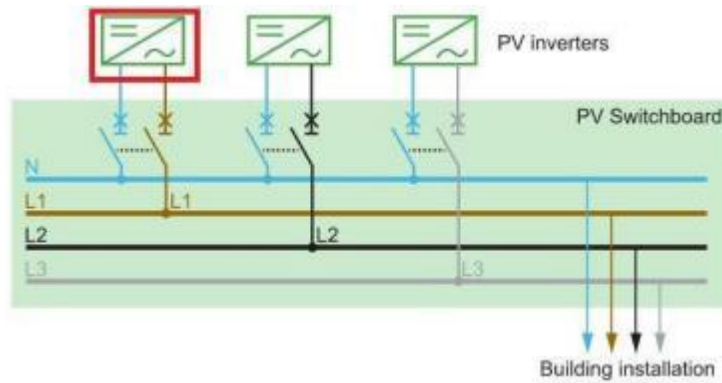 PV inverters
PV Switchboard
N
L1 L1
L2 L2
L3 L3
Building installation